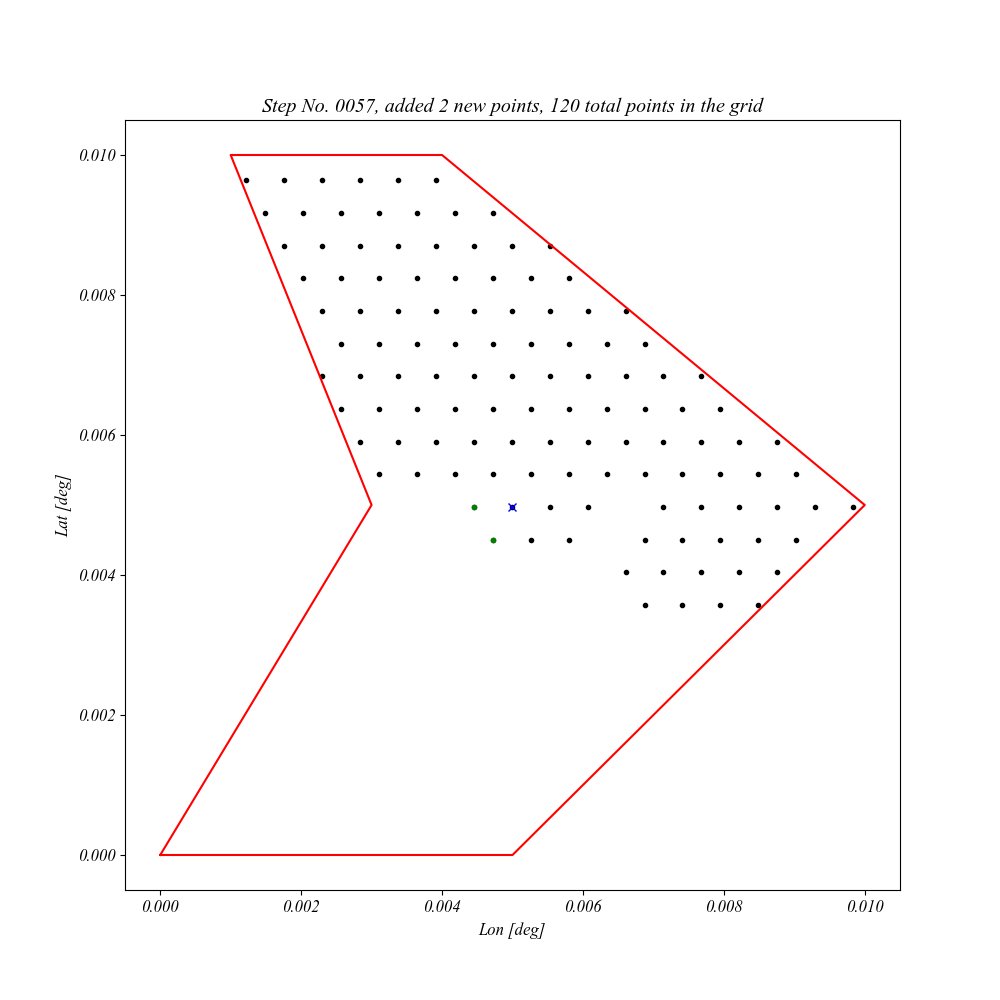 Step No. 0057, added 2 new points, 120 total points in the grid
0.010
0.008
0.006
0.004
0.002
0.000
Lat [deg]
0.000 0.002 0.004 0.006 0.008 0.010
Lon [deg]